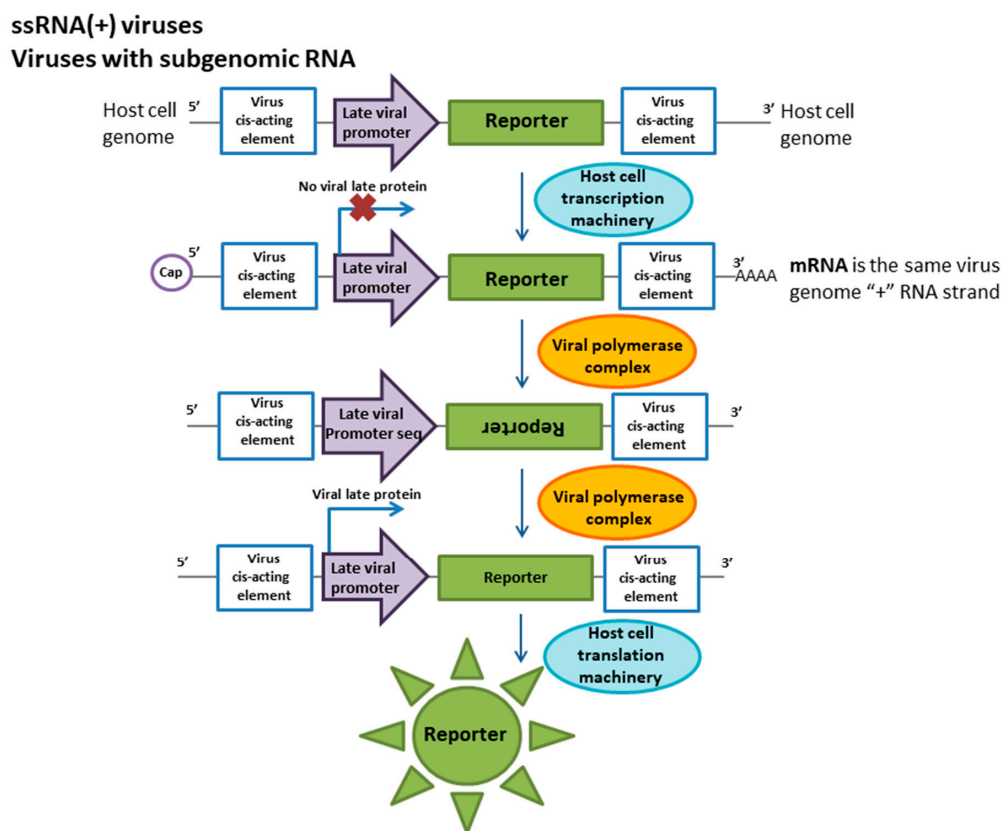 ssRNA(+) viruses
Viruses with subgenomic RNA
Host cell
genome
5’
Virus
cis-acting
element
Late viral
promoter
Reporter
Virus
cis-acting
element
3’
Host cell
genome
No viral late protein
Host cell
transcription
machinery
Cap
5’
Virus
cis-acting
element
Late viral
promoter
Reporter
Virus
cis-acting
element
3’
AAAA
mRNA is the same virus
genome “+” RNA strand
Viral polymerase
complex
5’
Virus
cis-acting
element
Late viral
Promoter seq
Reporter
Virus
cis-acting
element
3’
Viral late protein
Viral polymerase
complex
5’
Virus
cis-acting
element
Late viral
promoter
Reporter
Virus
cis-acting
element
3’
Host cell
translation
machinery
Reporter